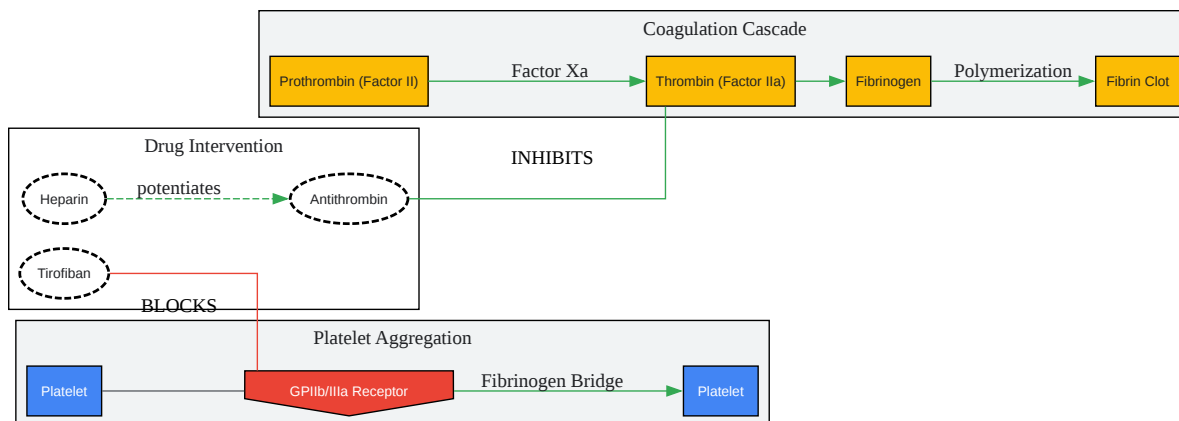 Coagulation Cascade
Prothrombin (Factor II)
Factor Xa
Thrombin (Factor IIa)
Fibrinogen
Polymerization
Fibrin Clot
Drug Intervention
INHIBITS
Heparin
potentiates
Antithrombin
Tirofiban
BLOCKS
Platelet Aggregation
Platelet
GPIIb/IIIa Receptor
Fibrinogen Bridge
Platelet